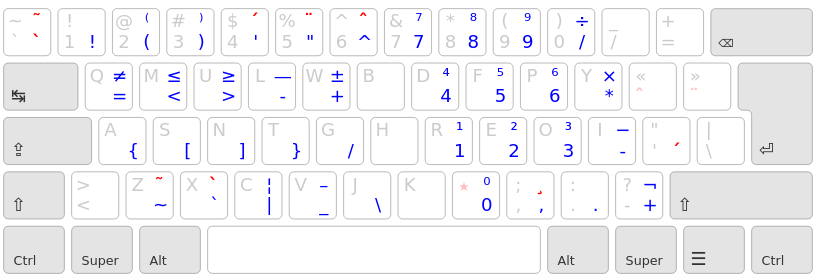 ~ ˜ ! @ ( # ) $ ´ % ¨ ^ ˆ & 7 * 8 ( 9 ) ÷ _ +
` ` 1 ! 2 ( 3 ) 4 ' 5 " 6 ^ 7 7 8 8 9 9 0 / / = ⌫
Q ≠ M ≤ U ≥ L — W ± B D 4 F 5 P 6 Y × « »
↹ = < > - + 4 5 6 * ˆ ¨
A S N T G H R 1 E 2 O 3 I − " |
⇪ { [ ] } / 1 2 3 - ' ´ \ ⏎
> Z ˜ X ` C ¦ V – J K ★ 0 ; ¸ : ? ¬
⇧ < ~ ` | _ \ 0 , , . . - + ⇧
Ctrl Super Alt Alt Super ☰ Ctrl